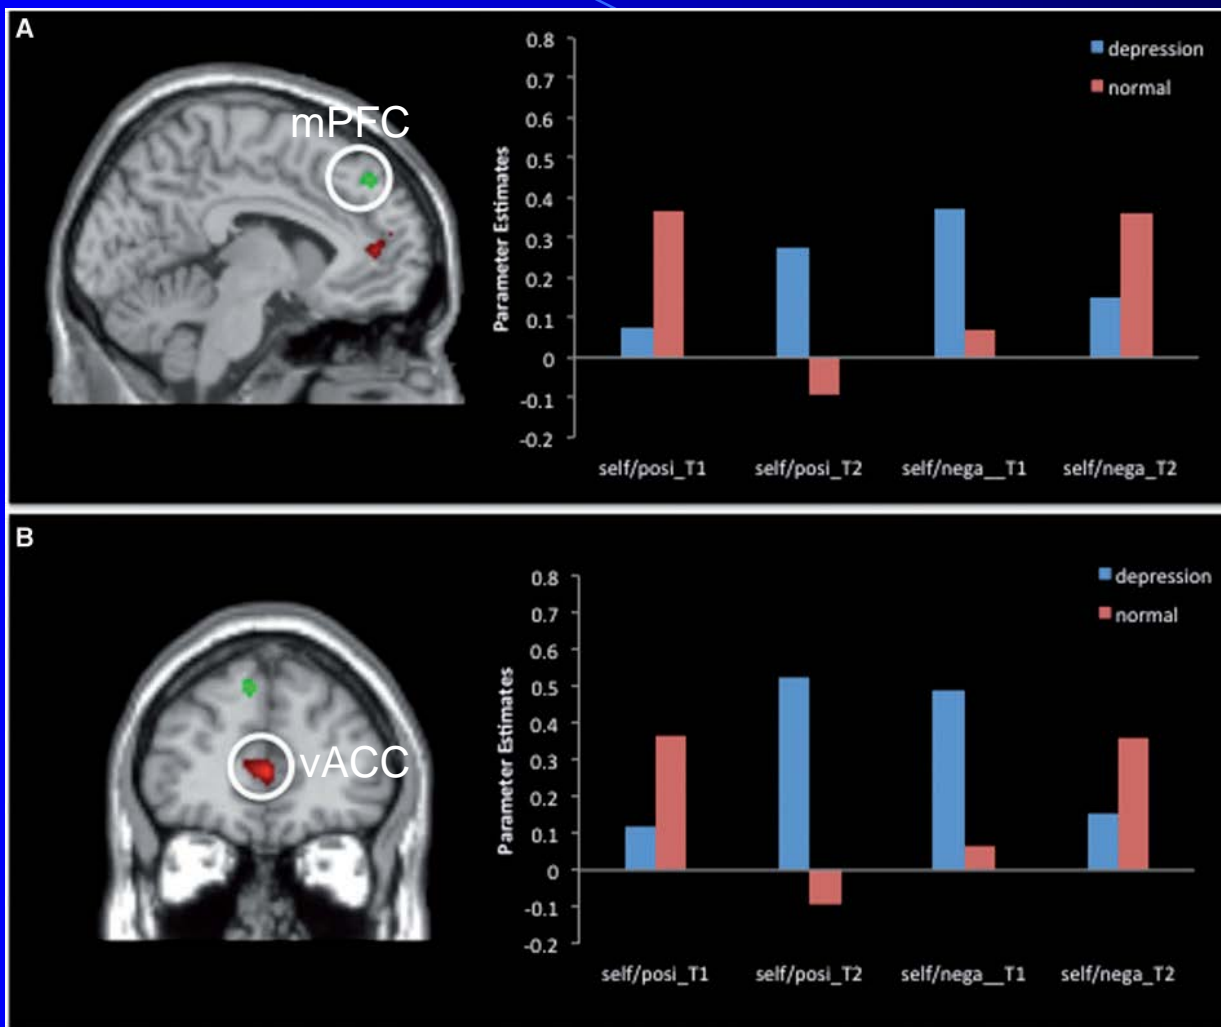 A
mPFC
0.8
0.7
0.6
0.5
0.4
0.3
0.2
0.1
0
-0.1
-0.2
Parameter Estimates
depression
normal
self/posi_T1 self/posi_T2 self/nega__T1 self/nega_T2
B
vACC
0.8
0.7
0.6
0.5
0.4
0.3
0.2
0.1
0
-0.1
-0.2
Parameter Estimates
depression
normal
self/posi_T1 self/posi_T2 self/nega__T1 self/nega_T2